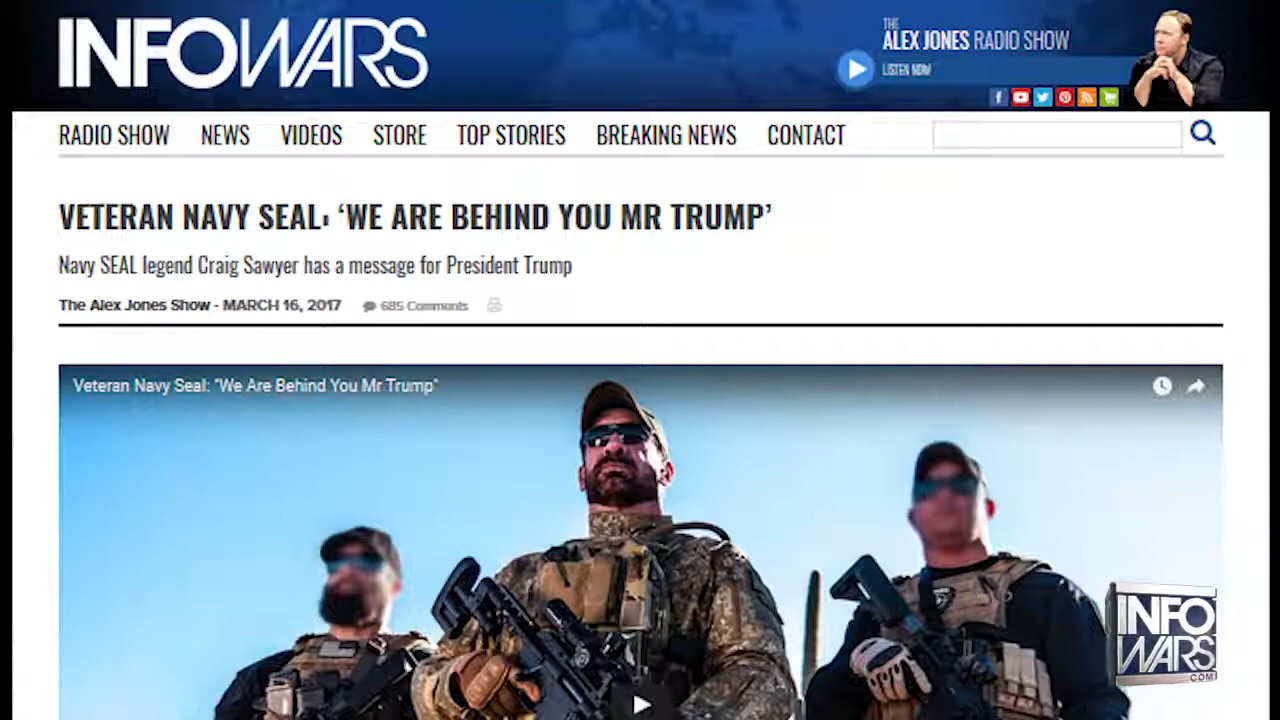 INFOWARS
THE
ALEX JONES RADIO SHOW
LISTEN NOW
RADIO SHOW NEWS VIDEOS STORE TOP STORIES BREAKING NEWS CONTACT
VETERAN NAVY SEAL: ‘WE ARE BEHIND YOU MR TRUMP’
Navy SEAL legend Craig Sawyer has a message for President Trump
The Alex Jones Show - MARCH 16, 2017 685 Comments
Veteran Navy Seal: "We Are Behind You Mr Trump"
INFO
WARS
.COM